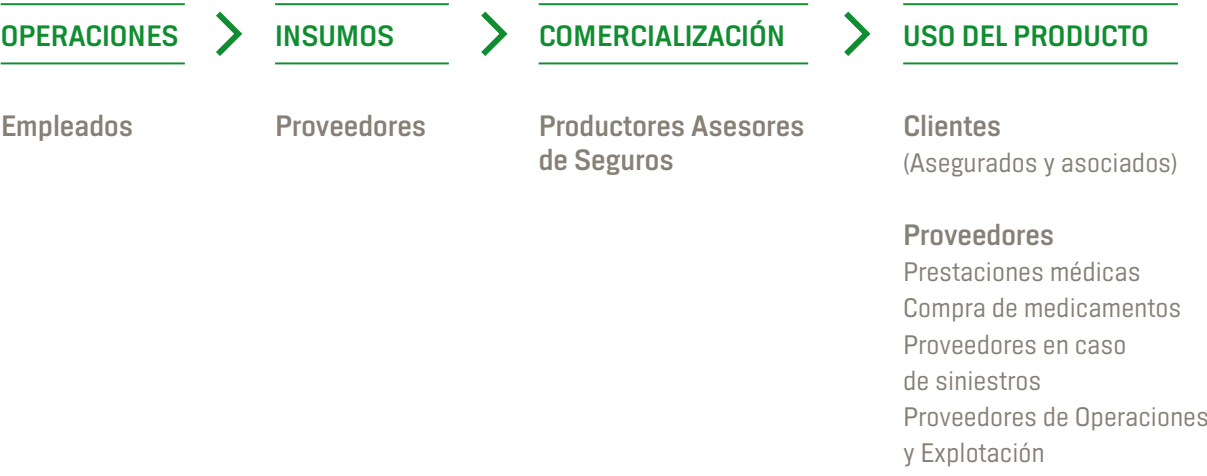 OPERACIONES
INSUMOS
COMERCIALIZACIÓN
USO DEL PRODUCTO
Empleados
Proveedores
Productores Asesores
de Seguros
Clientes
(Asegurados y asociados)
Proveedores
Prestaciones médicas
Compra de medicamentos
Proveedores en caso
de siniestros
Proveedores de Operaciones
y Explotación